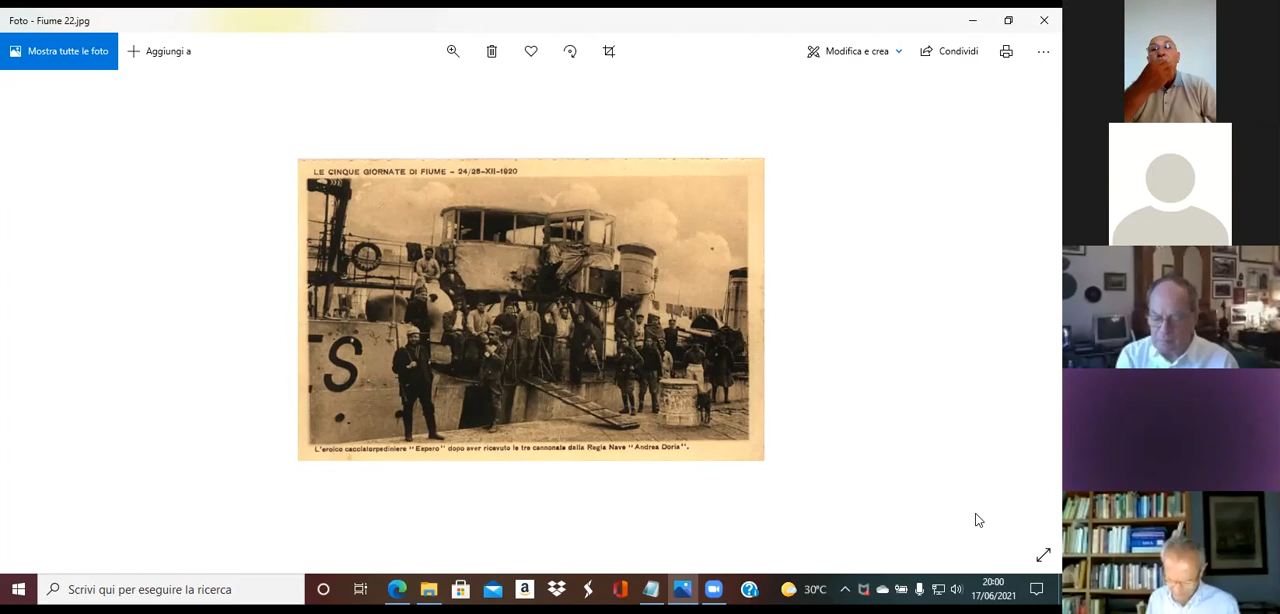 Foto - Fiume 22.jpg
Mostra tutte le foto
Aggiungi a
Modifica e crea
Condividi
LE CINQUE GIORNATE DI FIUME - 24/25-XII-1920
S
L'eroico cacciatorpediniere "Espero" dopo aver ricevuto le tre cannonate della Regia Nave "Andrea Doria".
Scrivi qui per eseguire la ricerca
a
30°C
20:00
17/06/2021